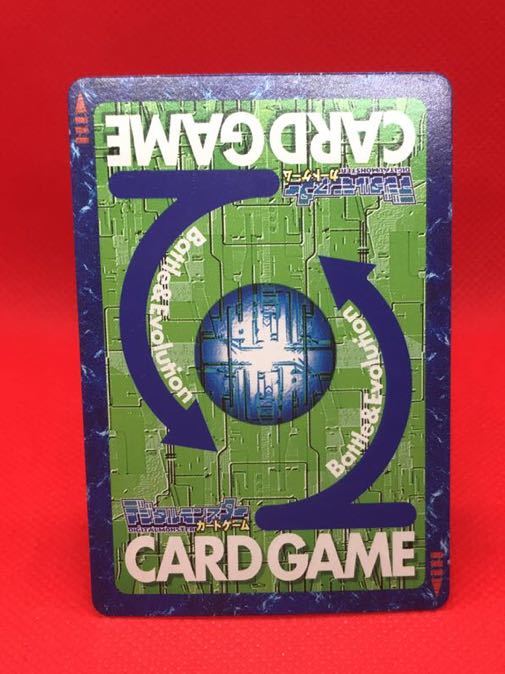 CARD GAME
デジタルモンスター
DIGITALMONSTER
カードゲーム
Battle&Evolution
Battle&Evolution
デジタルモンスター
DIGITALMONSTER
カードゲーム
CARD GAME